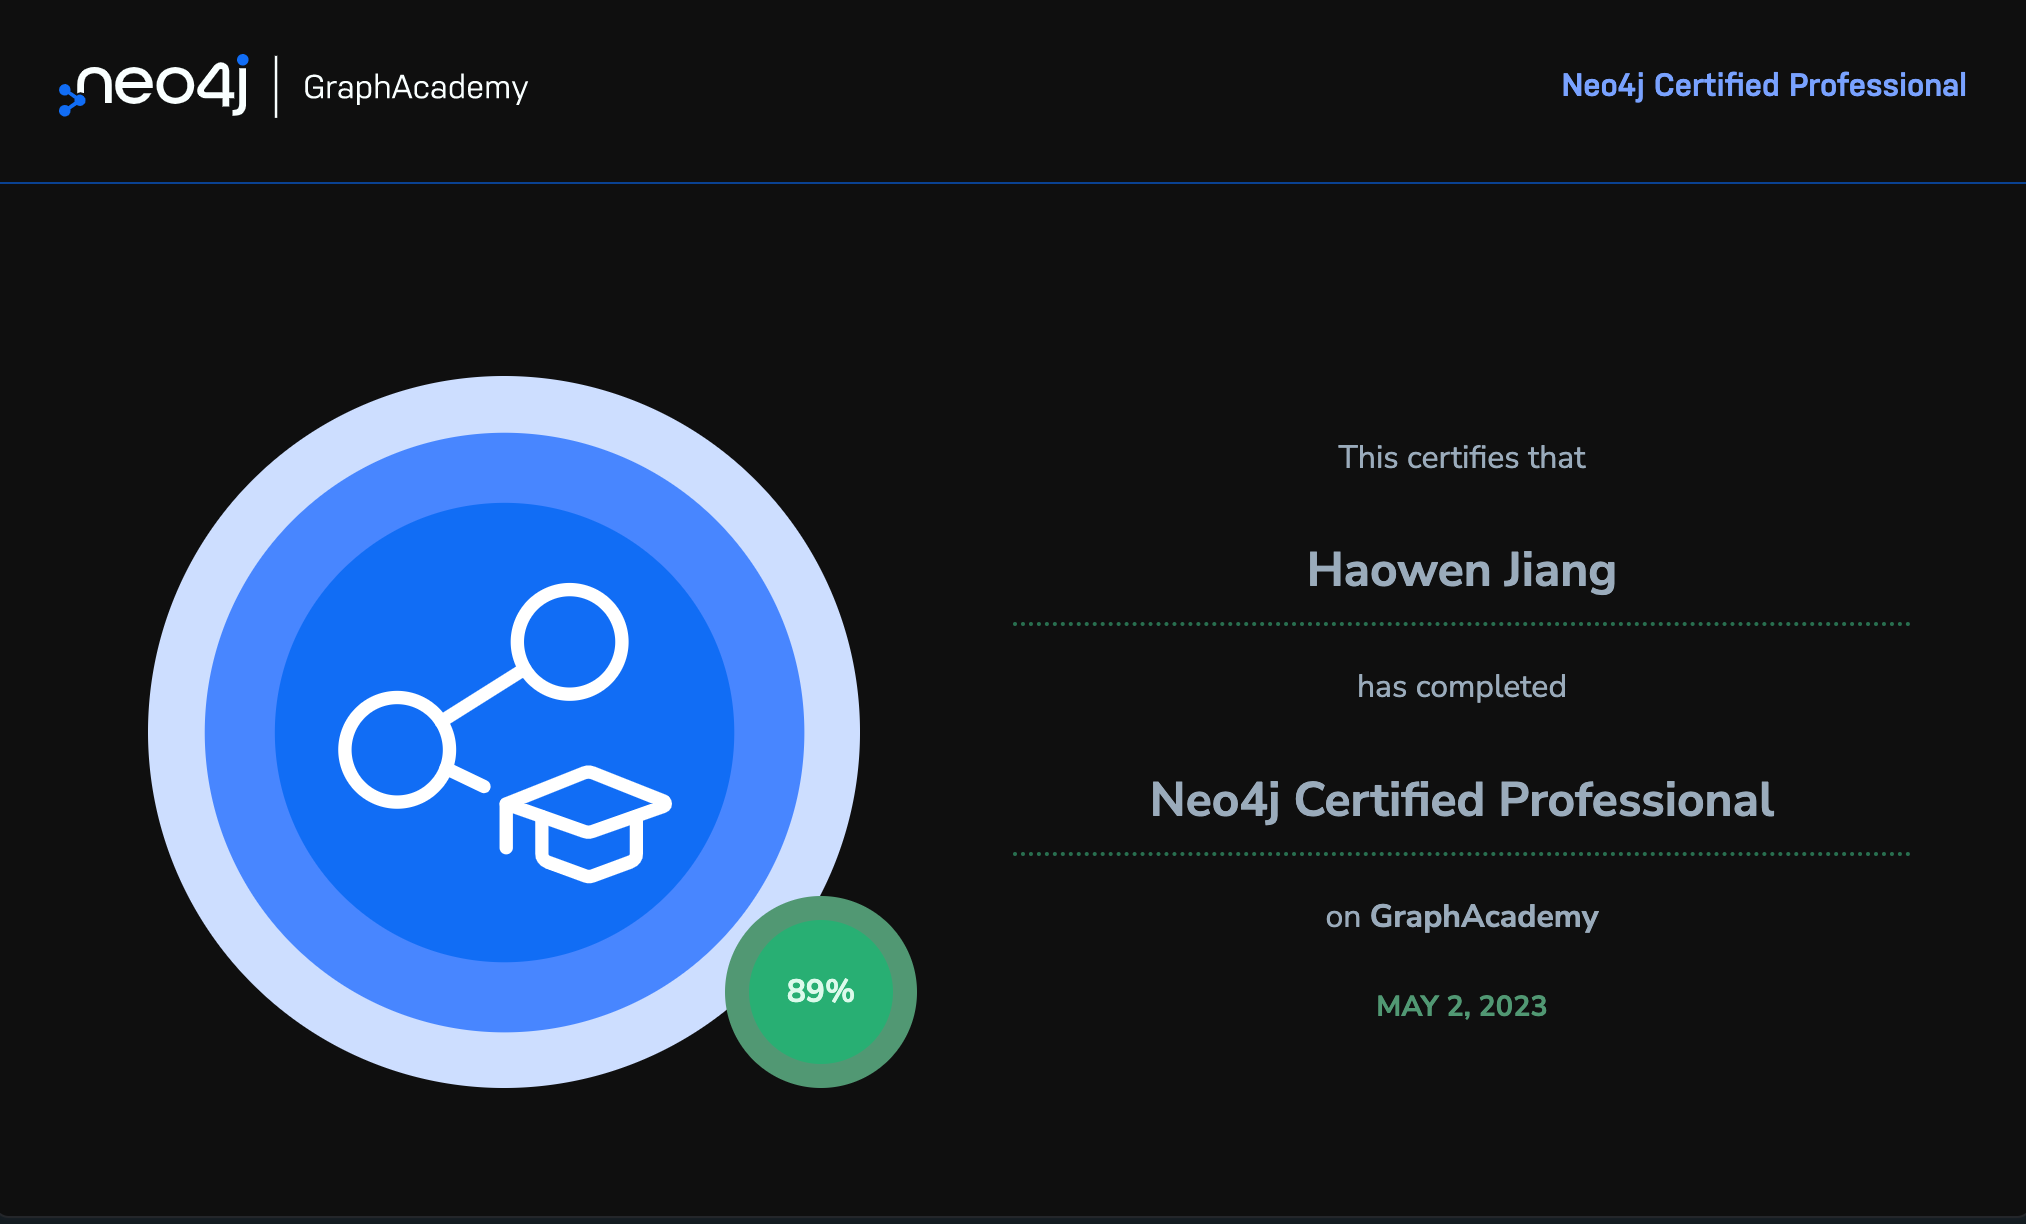 neo4j | GraphAcademy
Neo4j Certified Professional
This certifies that
Haowen Jiang
has completed
Neo4j Certified Professional
on GraphAcademy
MAY 2, 2023
89%